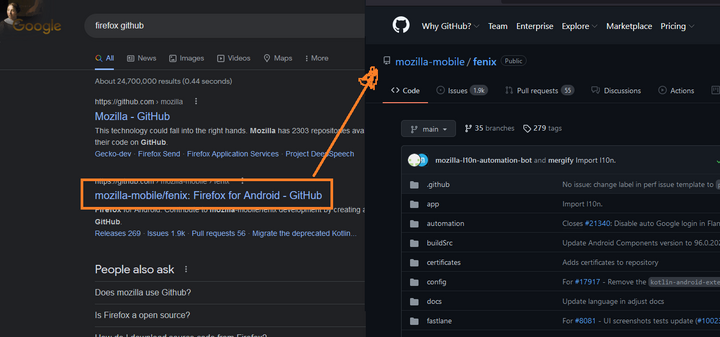 Google
firefox github
All
News
Images
Videos
Maps
More
About 24,700,000 results (0.44 seconds)
https://github.com › mozilla
Mozilla - GitHub
This technology could fall into the right hands. Mozilla has 2303 repositories ava
their code on GitHub.
Gecko-dev · Firefox Send · Firefox Application Services · Project DeepSpeech
https://github.com › mozilla-mobile › fenix
mozilla-mobile/fenix: Firefox for Android - GitHub
Firefox for Android. Contribute to mozilla-mobile/fenix development by creating a
GitHub.
Releases 269 · Issues 1.9k · Pull requests 56 · Migrate the deprecated Kotlin...
People also ask
Does mozilla use Github?
Is Firefox a open source?
How do I download source code from Firefox?
Why GitHub?
Team
Enterprise
Explore
Marketplace
Pricing
mozilla-mobile / fenix
Public
Code
Issues 1.9k
Pull requests 55
Discussions
Actions
main
35 branches
279 tags
mozilla-l10n-automation-bot and mergify Import l10n.
.github No issue: change label in perf issue template to
app Import l10n.
automation Closes #21340: Disable auto Google login in Flan
buildSrc Update Android Components version to 96.0.202
certificates Adds certificates to repository
config For #17917 - Remove the kotlin-android-exte
docs Update language in adjust docs
fastlane For #8081 - UI screenshots tests update (#1002